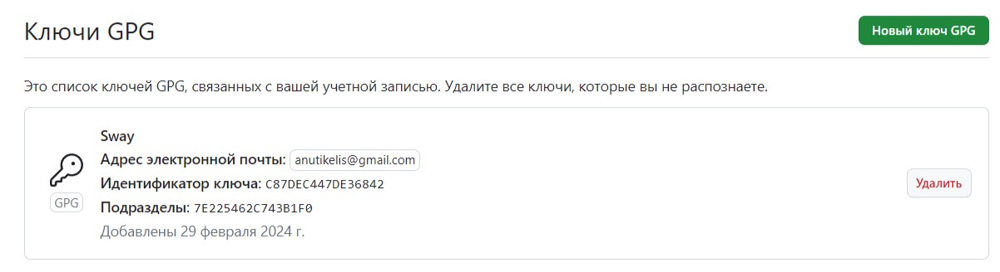 Ключи GPG
Новый ключ GPG
Это список ключей GPG, связанных с вашей учетной записью. Удалите все ключи, которые вы не распознаете.
Sway
Адрес электронной почты: anutikelis@gmail.com
Идентификатор ключа: C87DEC447DE36842
GPG
Подразделы: 7E225462C743B1F0
Добавлены 29 февраля 2024 г.
Удалить